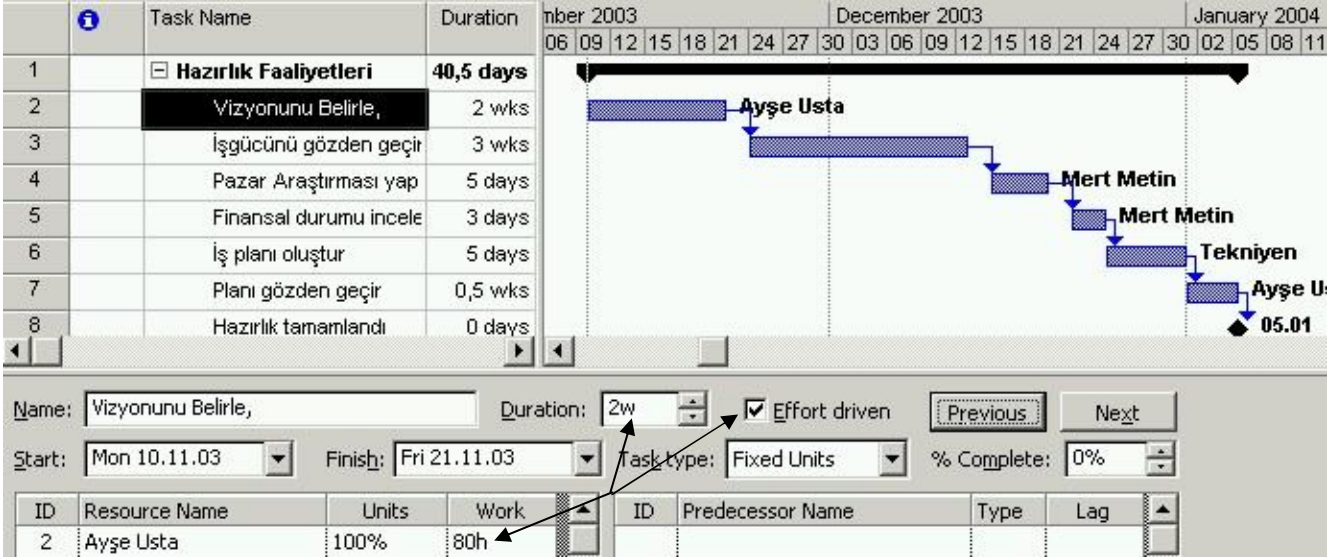 Task Name Duration mber 2003 December 2003 January 2004
06 09 12 15 18 21 24 27 30 03 06 09 12 15 18 21 24 27 30 02 05 08 11
1 Hazırlık Faaliyetleri 40,5 days
2 Vizyonunu Belirle, 2 wks Ayşe Usta
3 İşgücünü gözden geçir 3 wks
4 Pazar Araştırması yap 5 days Mert Metin
5 Finansal durumu incele 3 days Mert Metin
6 İş planı oluştur 5 days Tekniyen
7 Planı gözden geçir 0,5 wks Ayşe Us
8 Hazırlık tamamlandı 0 days 05.01
Name: Vizyonunu Belirle, Duration: 2w Effort driven Previous Next
Start: Mon 10.11.03 Finish: Fri 21.11.03 Task type: Fixed Units % Complete: 0%
ID Resource Name Units Work ID Predecessor Name Type Lag
2 Ayşe Usta 100% 80h